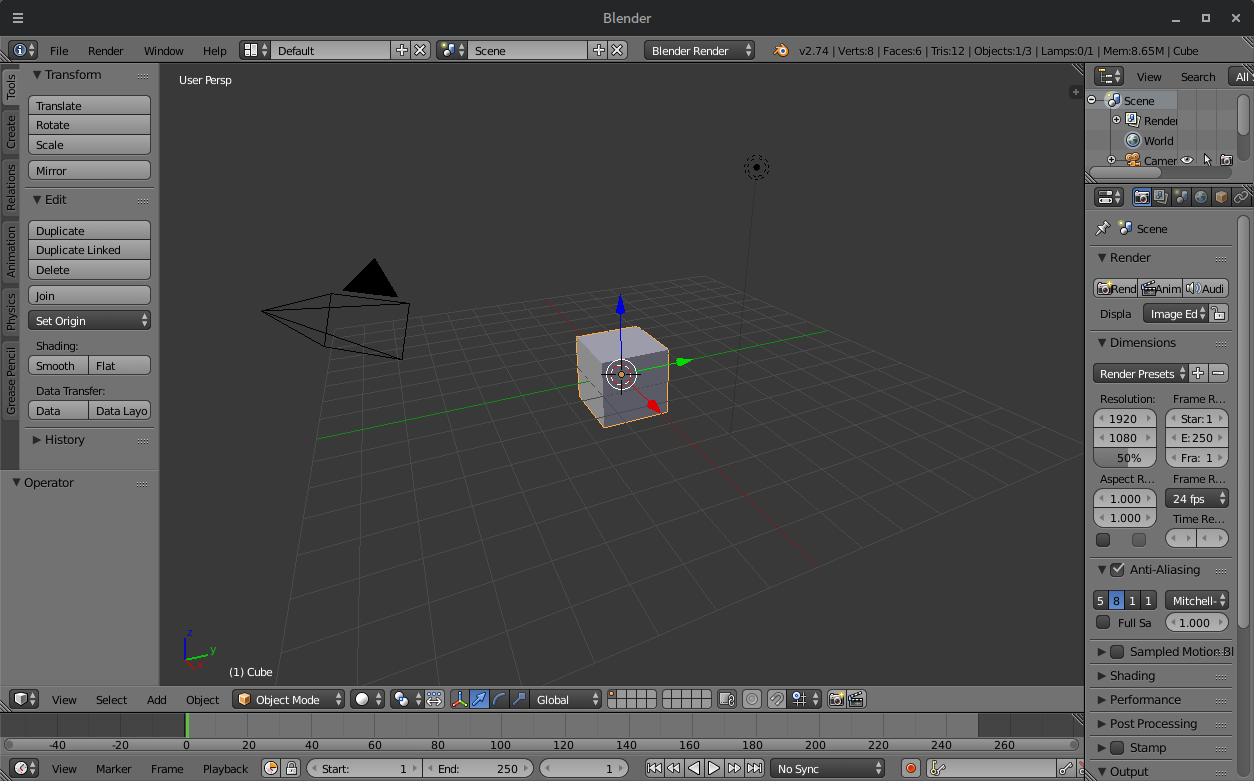 Blender
File Render Window Help Default Scene Blender Render v2.74 | Verts:8 | Faces:6 | Tris:12 | Objects:1/3 | Lamps:0/1 | Mem:8.65M | Cube
Tools
Create
Relations
Animation
Physics
Grease Pencil
Transform
Translate
Rotate
Scale
Mirror
Edit
Duplicate
Duplicate Linked
Delete
Join
Set Origin
Shading:
Smooth Flat
Data Transfer:
Data Data Layo
History
Operator
User Persp
z
y
x
(1) Cube
View Search All
Scene
Render
World
Camer
Scene
Render
Rend Anim Audi
Displa Image Ed
Dimensions
Render Presets
Resolution: Frame R...
1920 Star: 1
1080 E: 250
50% Fra: 1
Aspect R... Frame R...
1.000 24 fps
1.000 Time Re...
Anti-Aliasing
5 8 1 1 Mitchell-
Full Sa 1.000
Sampled Motion Bl
Shading
Performance
Post Processing
Stamp
Output
View Select Add Object Object Mode Global
-40 -20 0 20 40 60 80 100 120 140 160 180 200 220 240 260
View Marker Frame Playback Start: 1 End: 250 1 No Sync